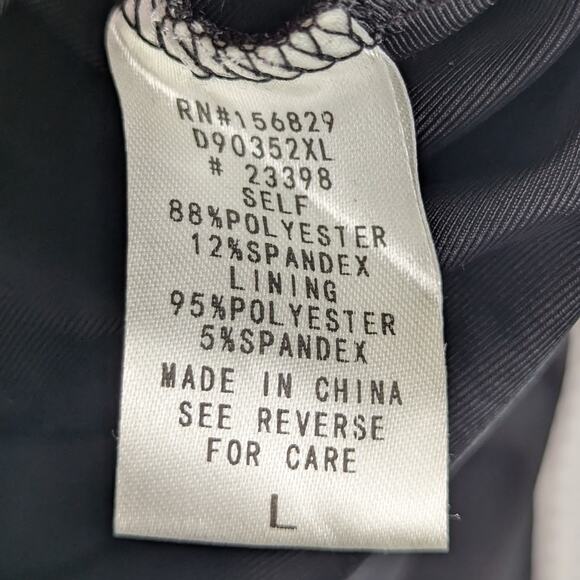 RN#156829
D90352XL
# 23398
SELF
88%POLYESTER
12%SPANDEX
LINING
95%POLYESTER
5%SPANDEX
MADE IN CHINA
SEE REVERSE
FOR CARE
L